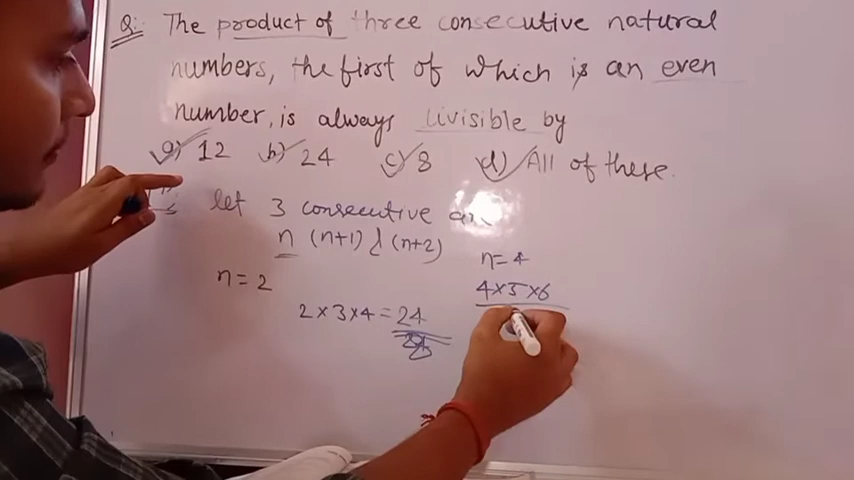 Q: The product of three consecutive natural
numbers, the first of which is an even
number, is always livisible by
a) 12 b) 24 c) 8 d) All of these.
let 3 consecutive
n (n+1) & (n+2)
n = 2
2 × 3 × 4 = 24
n = 4
4 × 5 × 6